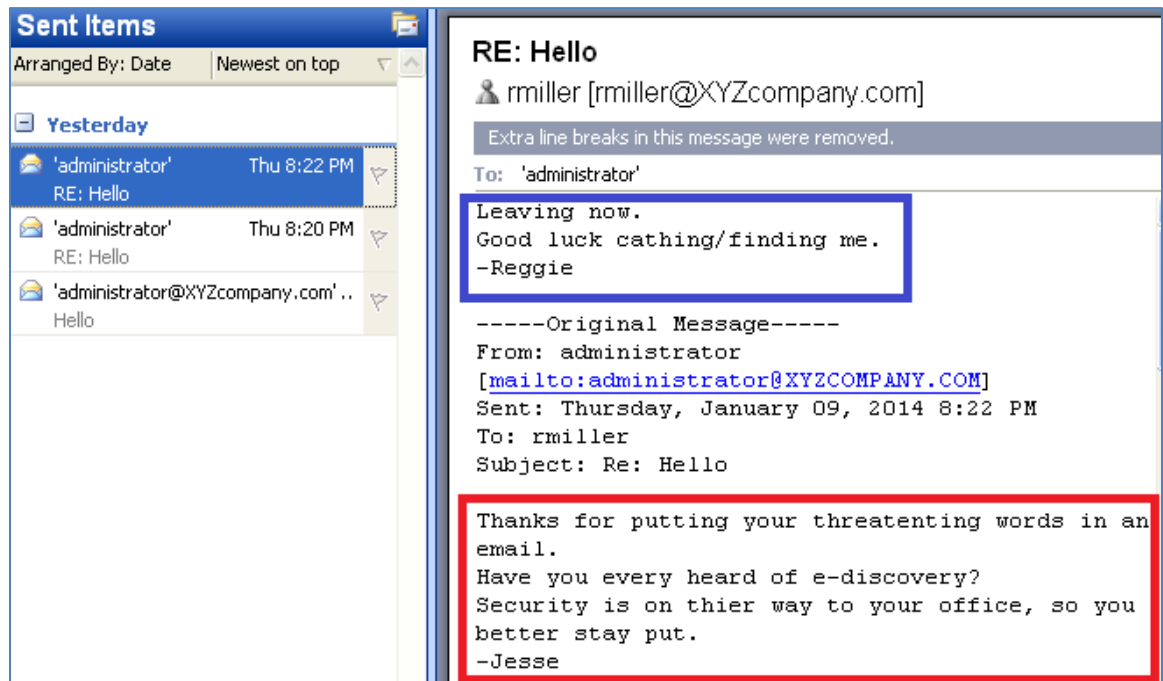 Sent Items
Arranged By: Date Newest on top
Yesterday
'administrator' Thu 8:22 PM
RE: Hello
'administrator' Thu 8:20 PM
RE: Hello
'administrator@XYZcompany.com' ..
Hello
RE: Hello
rmiller [rmiller@XYZcompany.com]
Extra line breaks in this message were removed.
To: 'administrator'
Leaving now.
Good luck cathing/finding me.
-Reggie
-----Original Message-----
From: administrator
[mailto:administrator@XYZCOMPANY.COM]
Sent: Thursday, January 09, 2014 8:22 PM
To: rmiller
Subject: Re: Hello
Thanks for putting your threatenting words in an
email.
Have you every heard of e-discovery?
Security is on thier way to your office, so you
better stay put.
-Jesse